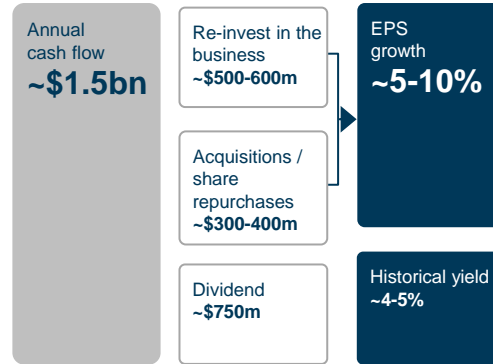 Annual
cash flow
~$1.5bn
Re-invest in the
business
~$500-600m
Acquisitions /
share
repurchases
~$300-400m
Dividend
~$750m
EPS
growth
~5-10%
Historical yield
~4-5%